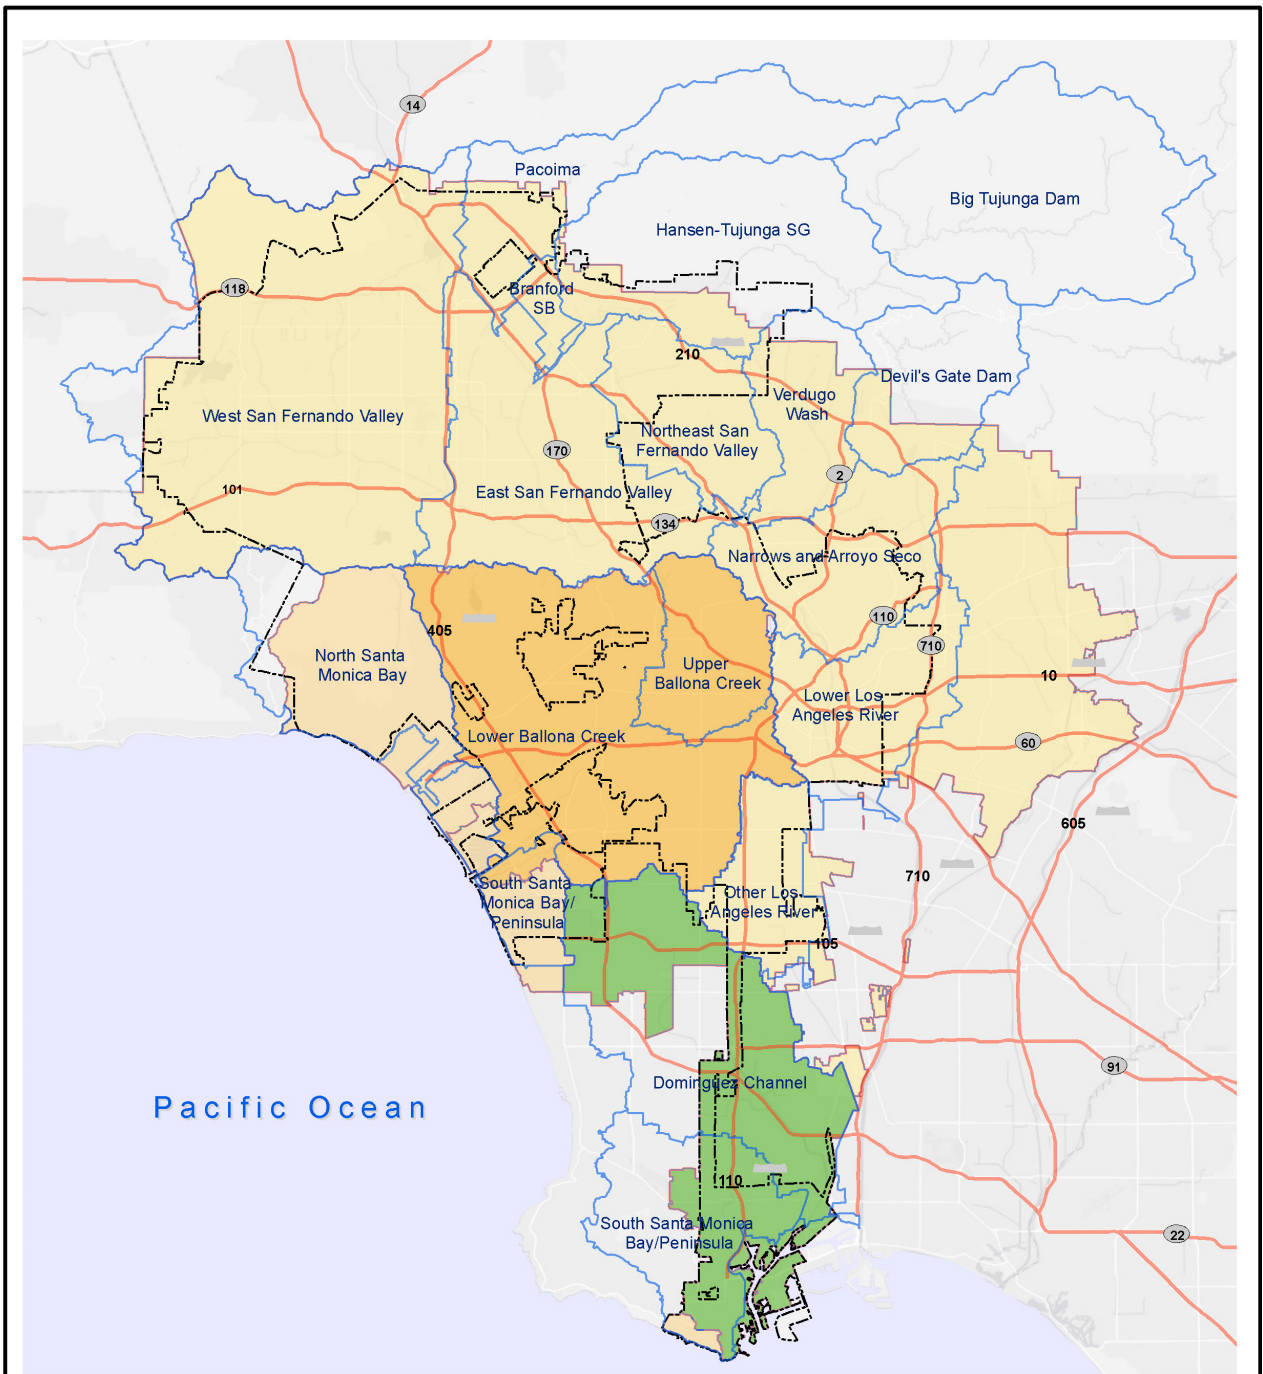 14
Pacoima
Big Tujunga Dam
Hansen-Tujunga SG
118
Branford
SB
210
Devil's Gate Dam
Verdugo
Wash
West San Fernando Valley
Northeast San
Fernando Valley
170
2
101
East San Fernando Valley
134
Narrows and Arroyo Seco
110
405
710
North Santa
Monica Bay
Upper
Ballona Creek
10
Lower Los
Angeles River
Lower Ballona Creek
60
605
710
South Santa
Monica Bay/
Peninsula
Other Los
Angeles River
105
91
Dominguez Channel
Pacific Ocean
110
South Santa Monica
Bay/Peninsula
22